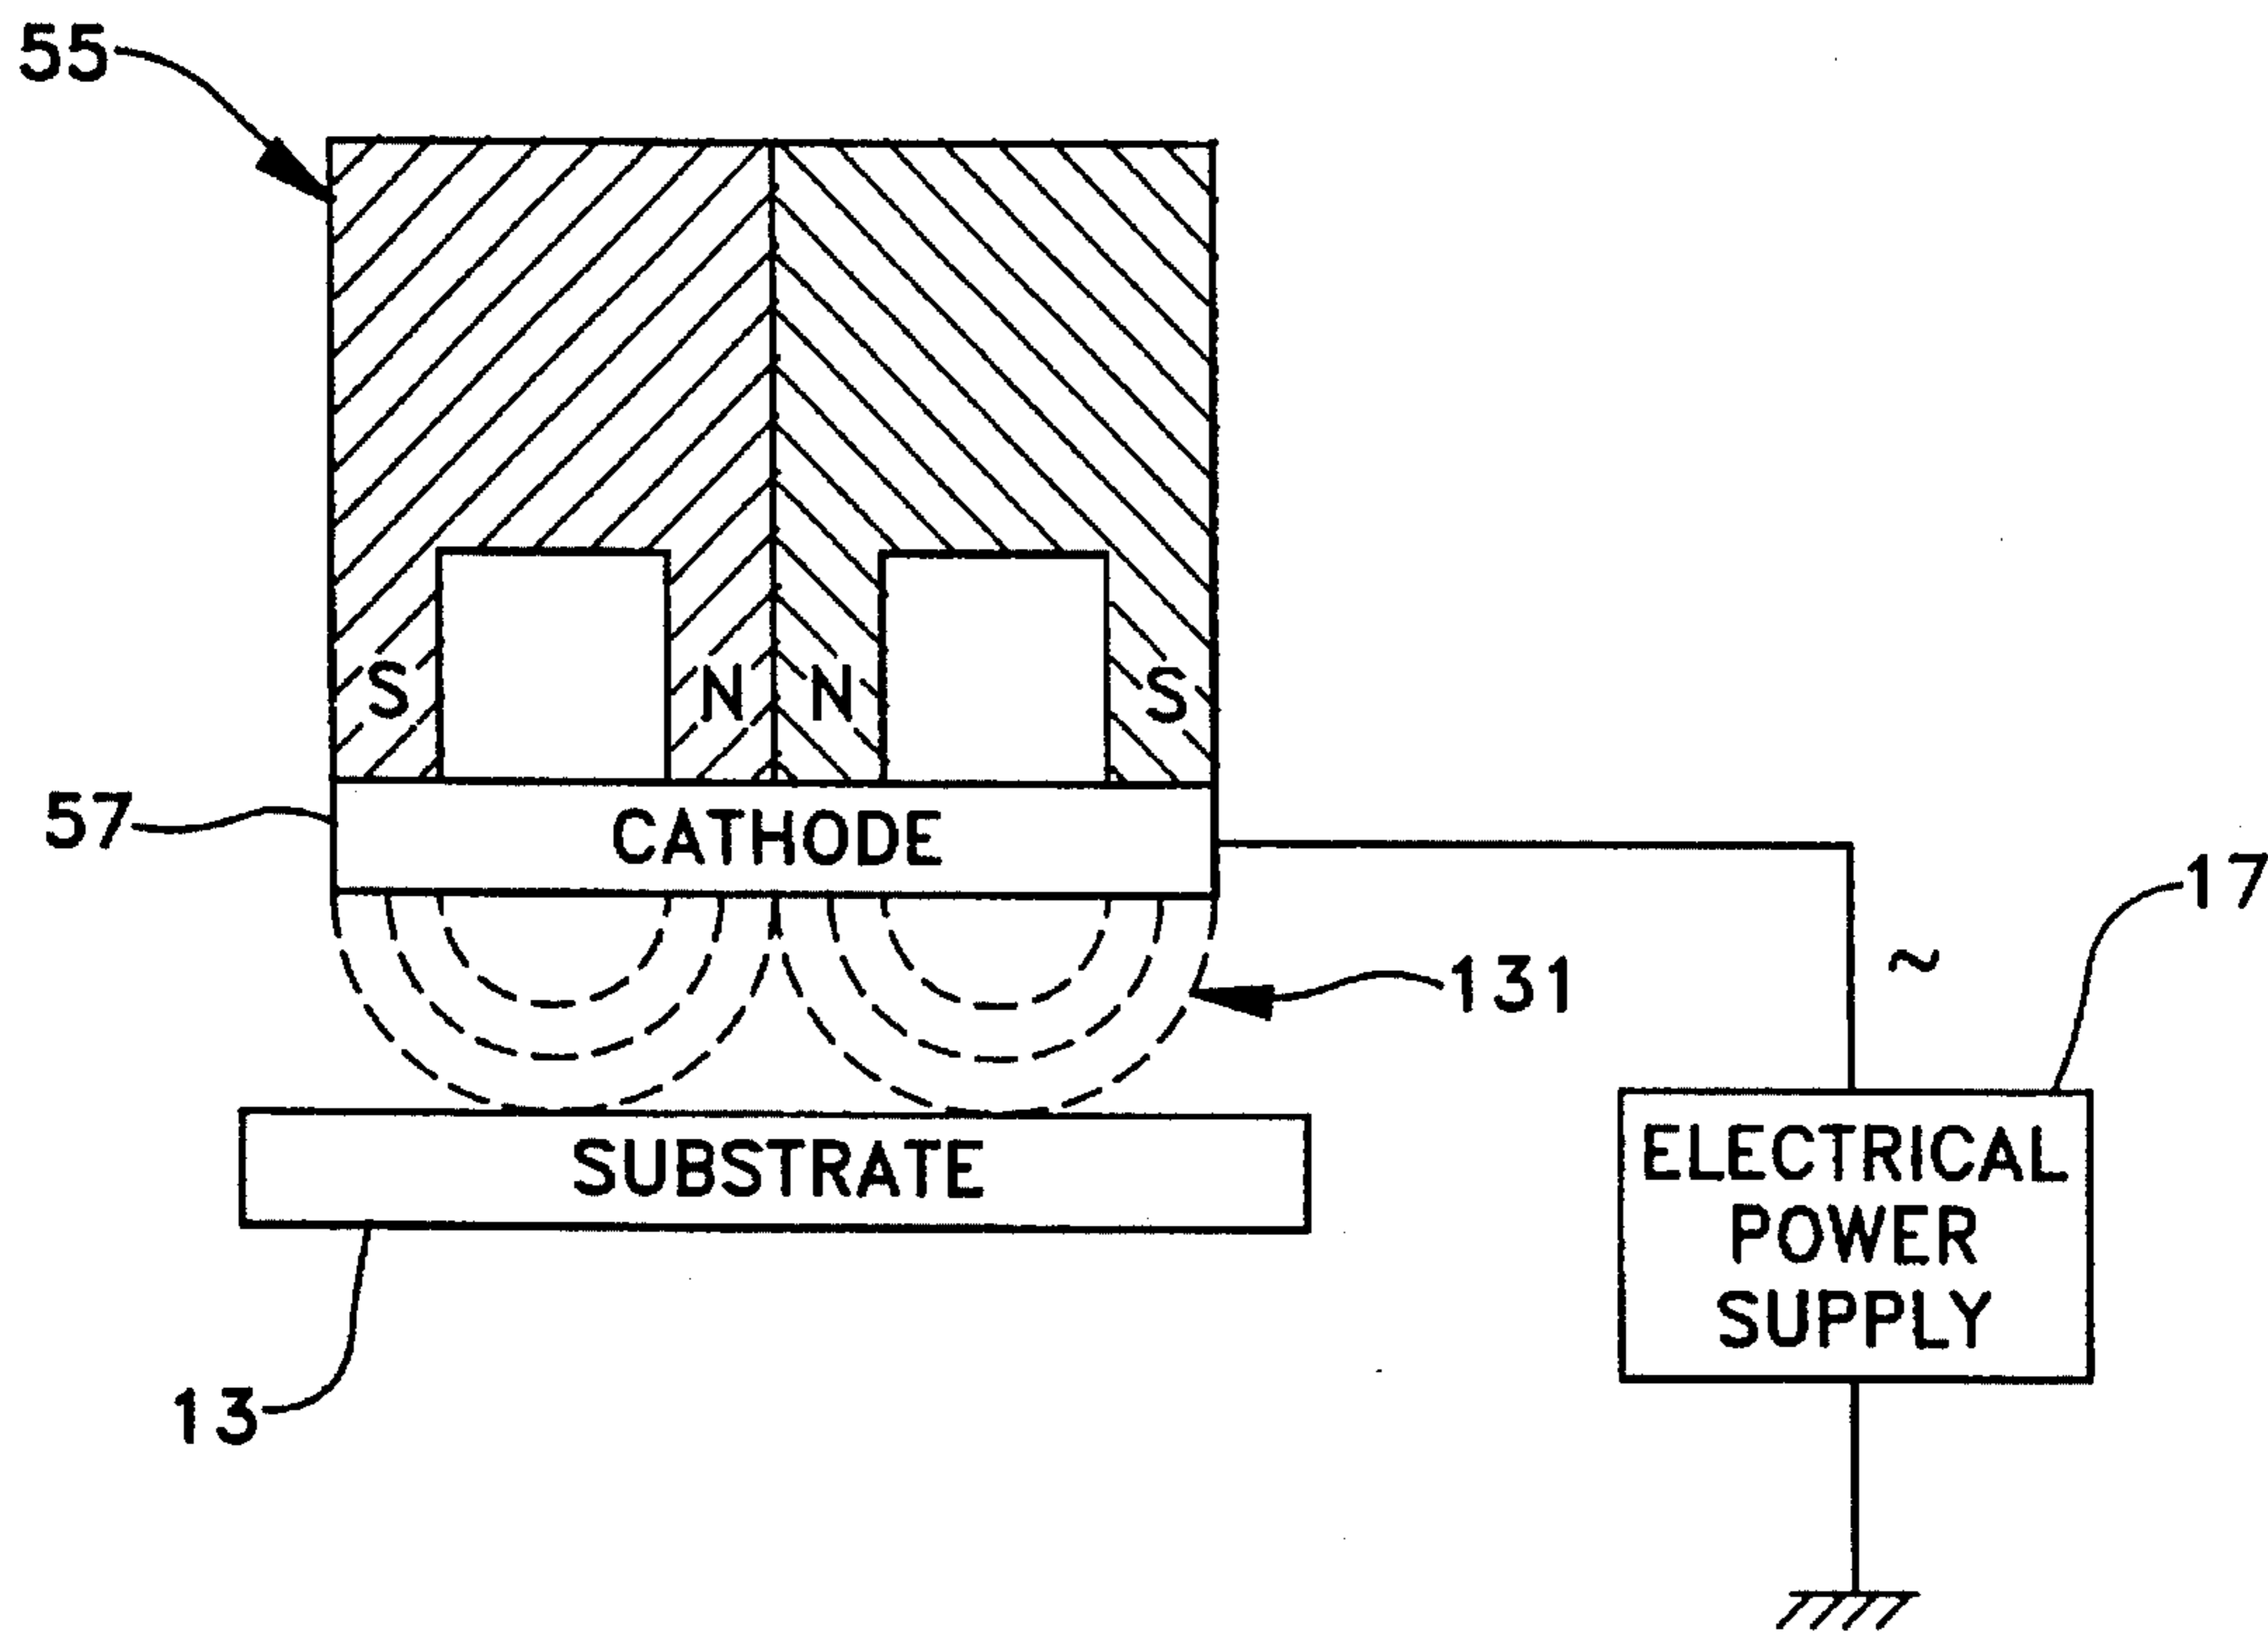 55
S N N S
57
CATHODE
17
~
131
SUBSTRATE
ELECTRICAL
POWER
SUPPLY
13